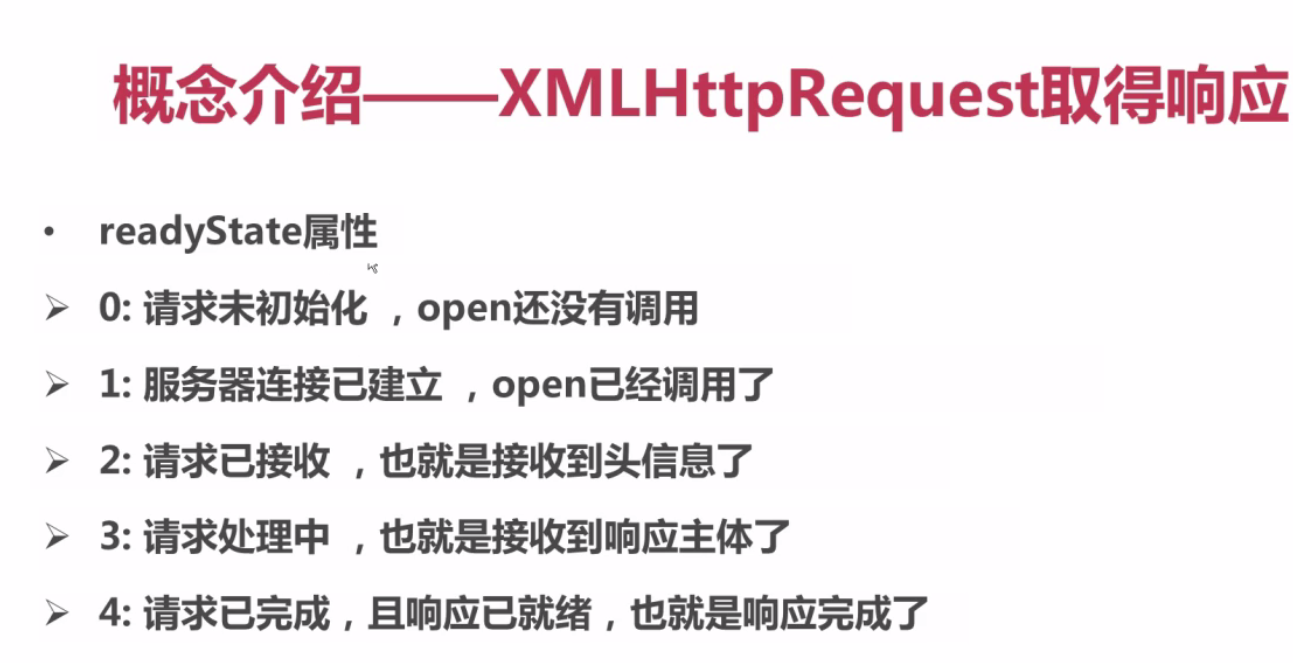 概念介绍——XMLHttpRequest取得响应
• readyState属性
➢ 0: 请求未初始化 ，open还没有调用
➢ 1: 服务器连接已建立 ，open已经调用了
➢ 2: 请求已接收 ，也就是接收到头信息了
➢ 3: 请求处理中 ，也就是接收到响应主体了
➢ 4: 请求已完成，且响应已就绪，也就是响应完成了